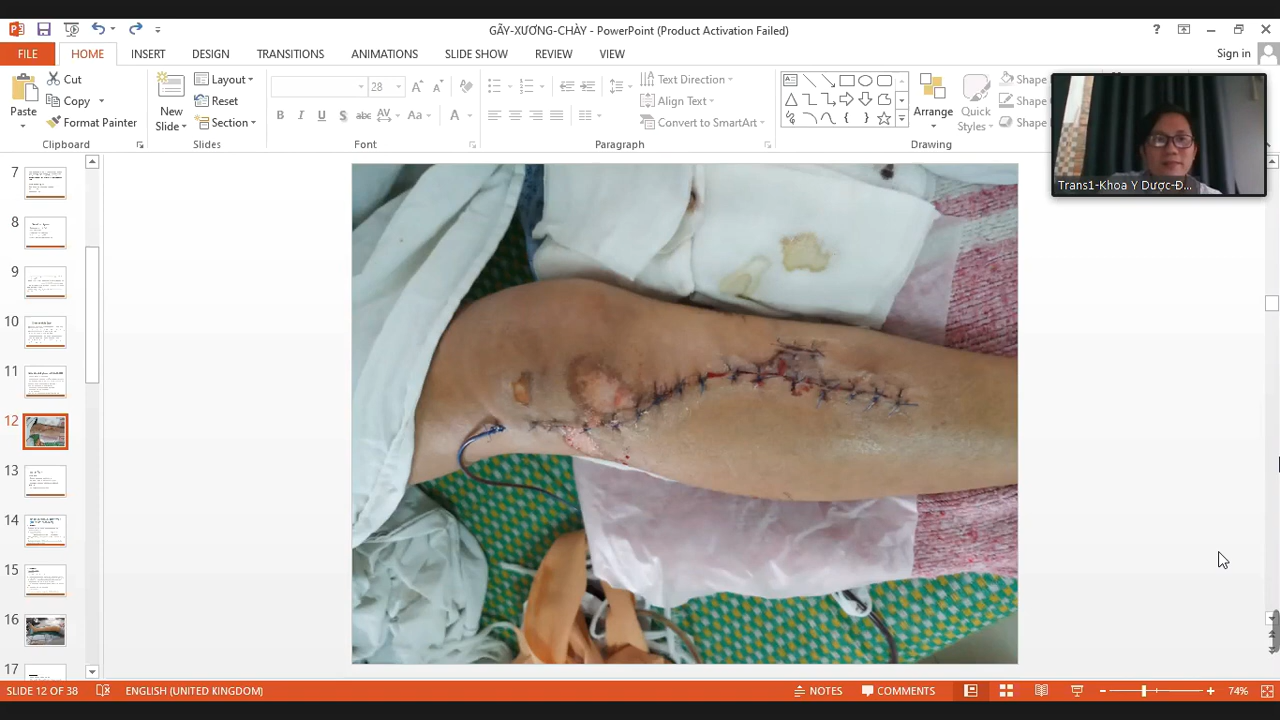 GÃY-XƯƠNG-CHÀY - PowerPoint (Product Activation Failed)
FILE HOME INSERT DESIGN TRANSITIONS ANIMATIONS SLIDE SHOW REVIEW VIEW Sign in
Paste
Cut
Copy
Format Painter
Clipboard
New Slide
Layout
Reset
Section
Slides
28
B I U S abc AV Aa A
Font
Text Direction
Align Text
Convert to SmartArt
Paragraph
Arrange
Quick Styles
Shape
Shape
Shape
Drawing
Trans1-Khoa Y Dược-Đ...
7
8
9
10
11
12
13
14
15
16
17
SLIDE 12 OF 38 ENGLISH (UNITED KINGDOM) NOTES COMMENTS 74%